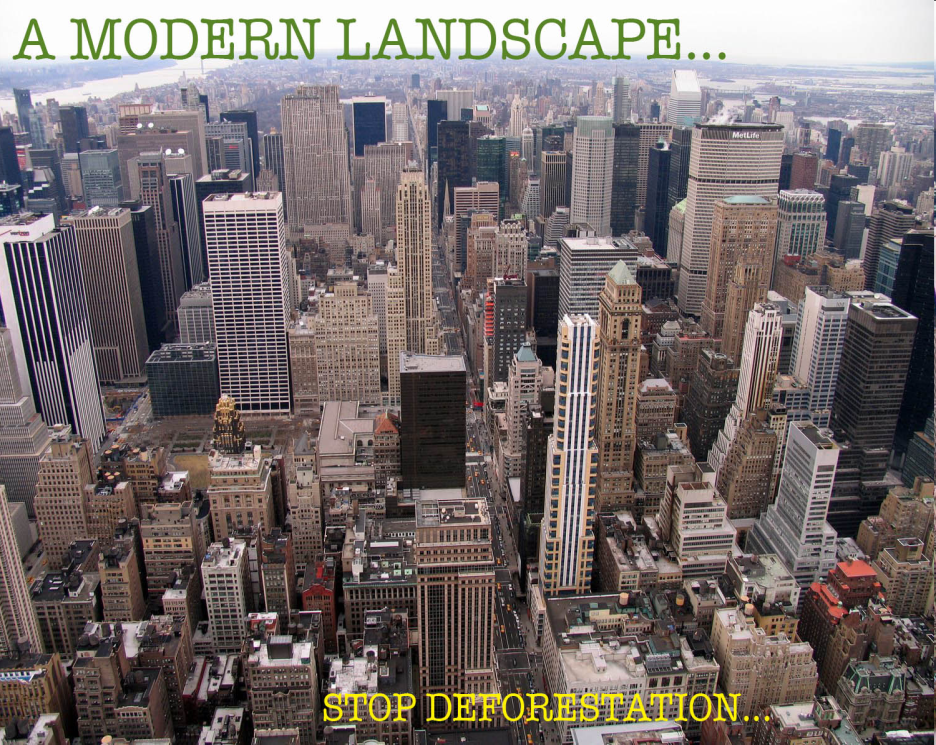 A MODERN LANDSCAPE...
MetLife
STOP DEFORESTATION...